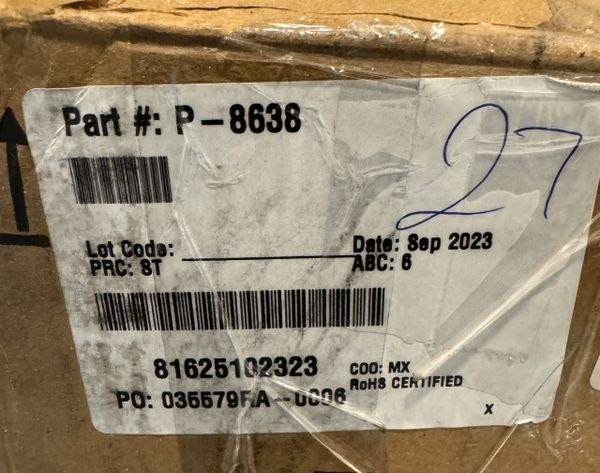 Part #: P-8638
27
Lot Code: ____________ Date: Sep 2023
PRC: ST ABC: 6
81625102323 COO: MX
RoHS CERTIFIED
PO: 035579RA-0006
X